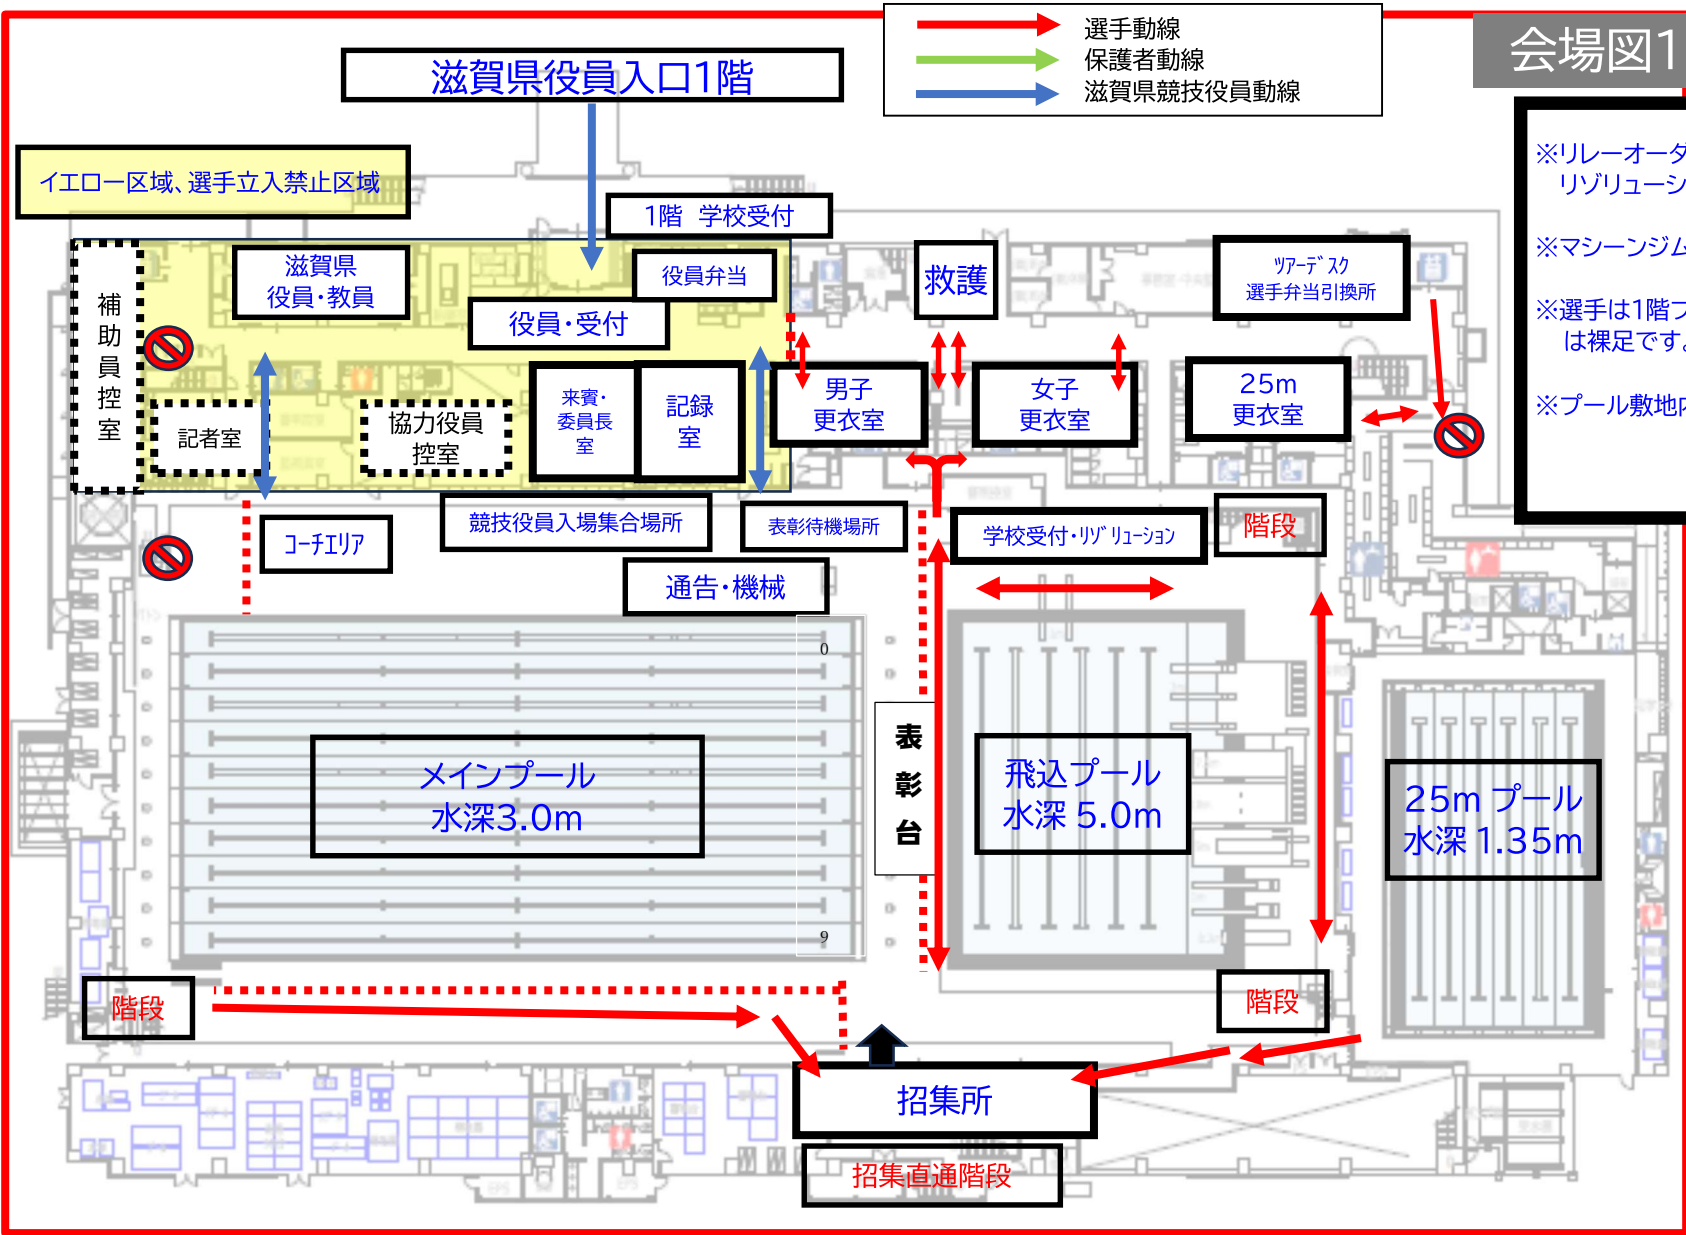 選手動線
保護者動線
滋賀県競技役員動線
会場図1
滋賀県役員入口1階
※リレーオーダ
リゾリューシ
※マシーンジム
※選手は1階フ
は裸足です。
※プール敷地内
イエロー区域、選手立入禁止区域
1階 学校受付
滋賀県
役員・教員
役員弁当
役員・受付
救護
ツアーデスク
選手弁当引換所
補助員控室
記者室
協力役員
控室
来賓・
委員長
室
記録
室
男子
更衣室
女子
更衣室
25m
更衣室
コーチエリア
競技役員入場集合場所
表彰待機場所
学校受付・リゾリューション
階段
通告・機械
0
9
メインプール
水深3.0m
表彰台
飛込プール
水深 5.0m
25m プール
水深 1.35m
階段
階段
招集所
招集直通階段